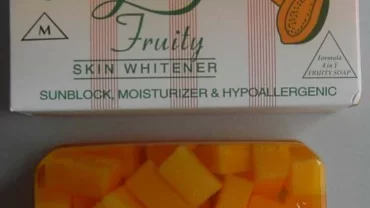 Fruity
SKIN WHITENER
M
Formula
4 in 1
FRUITY SOAP
SUNBLOCK, MOISTURIZER & HYPOALLERGENIC